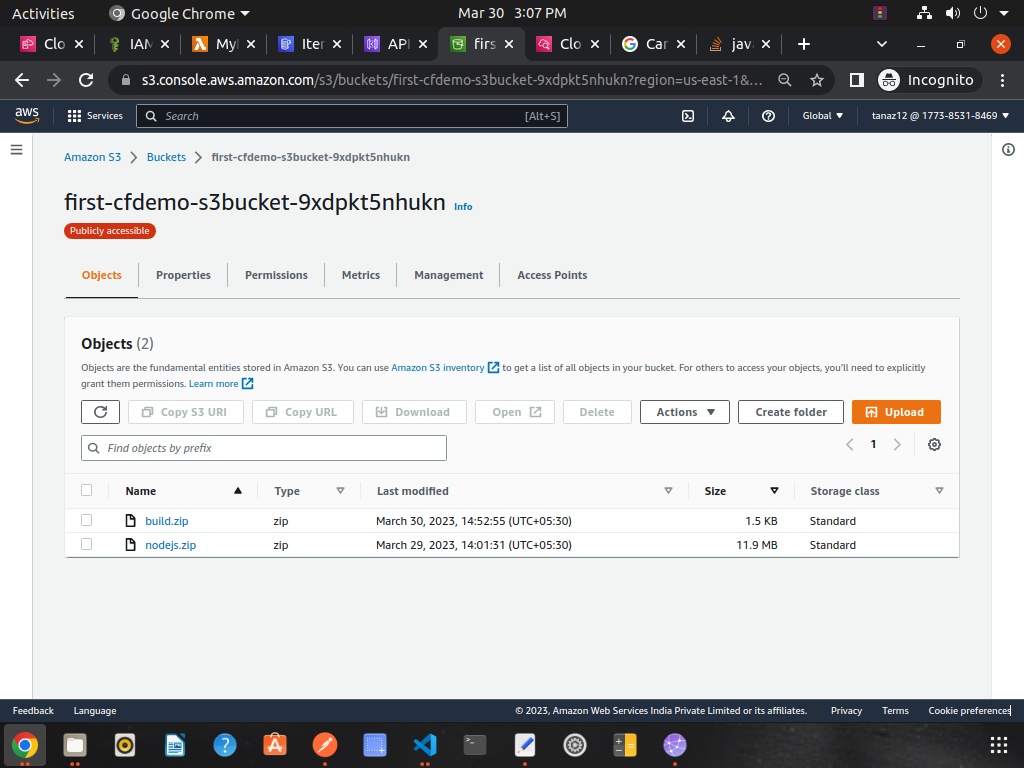 Activities
Google Chrome
Mar 30 3:07 PM
Clo
IAM
Myl
Iter
API
firs
Clo
Car
jav
s3.console.aws.amazon.com/s3/buckets/first-cfdemo-s3bucket-9xdpkt5nhukn?region=us-east-1&...
Incognito
aws
Services
Search
[Alt+S]
Global
tanaz12 @ 1773-8531-8469
Amazon S3
Buckets
first-cfdemo-s3bucket-9xdpkt5nhukn
first-cfdemo-s3bucket-9xdpkt5nhukn Info
Publicly accessible
Objects
Properties
Permissions
Metrics
Management
Access Points
Objects (2)
Objects are the fundamental entities stored in Amazon S3. You can use Amazon S3 inventory to get a list of all objects in your bucket. For others to access your objects, you'll need to explicitly
grant them permissions. Learn more
Copy S3 URI
Copy URL
Download
Open
Delete
Actions
Create folder
Upload
Find objects by prefix
1
Name
Type
Last modified
Size
Storage class
build.zip
zip
March 30, 2023, 14:52:55 (UTC+05:30)
1.5 KB
Standard
nodejs.zip
zip
March 29, 2023, 14:01:31 (UTC+05:30)
11.9 MB
Standard
Feedback
Language
© 2023, Amazon Web Services India Private Limited or its affiliates.
Privacy
Terms
Cookie preferences